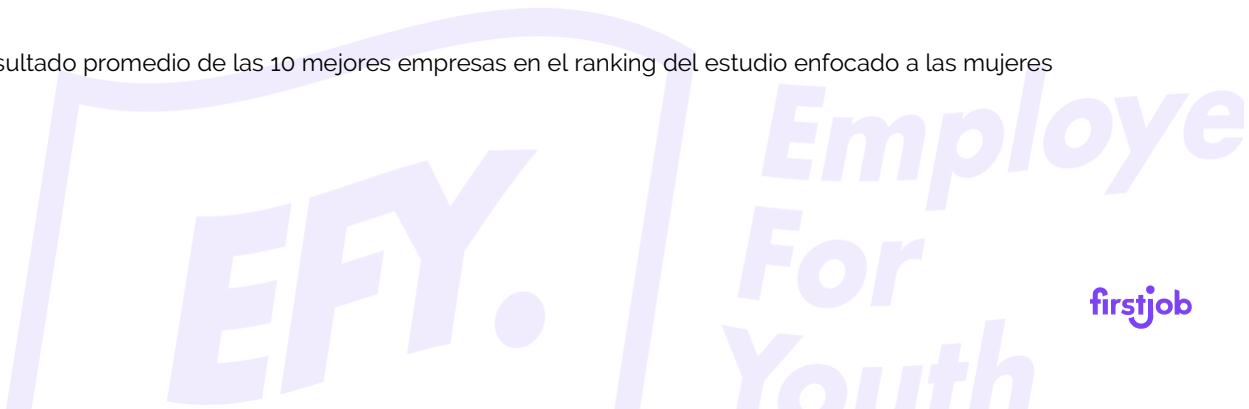 sultado promedio de las 10 mejores empresas en el ranking del estudio enfocado a las mujeres
Employe
EFY.
For
firstjob
Youth